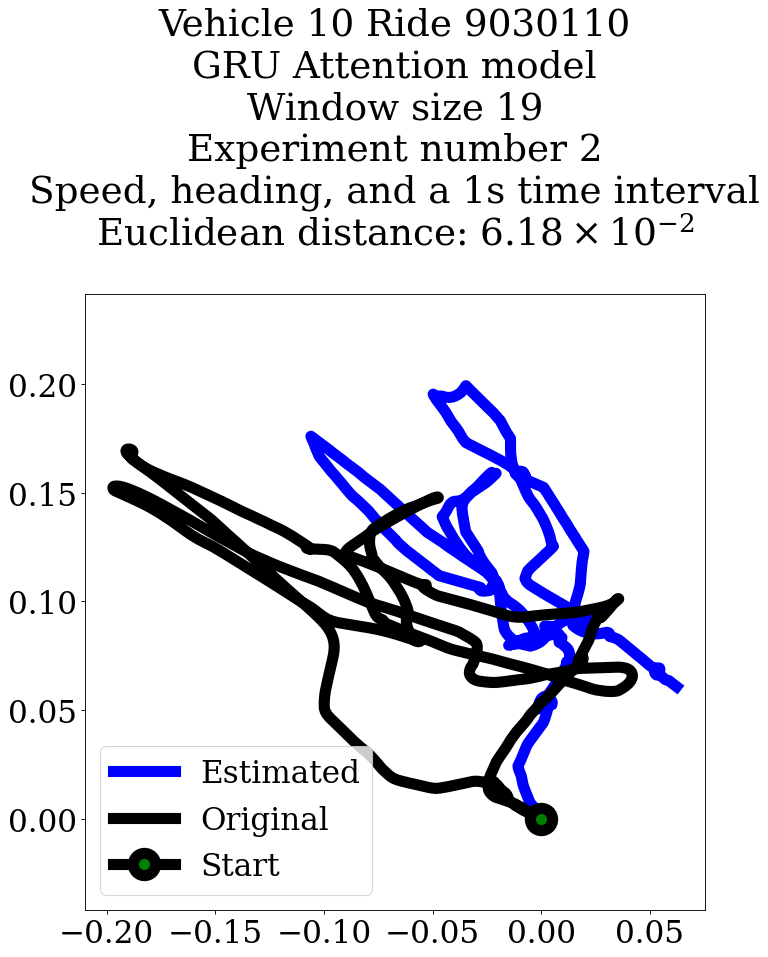 Vehicle 10 Ride 9030110
GRU Attention model
Window size 19
Experiment number 2
Speed, heading, and a 1s time interval
Euclidean distance: 6.18 × 10⁻²
0.20
0.15
0.10
0.05
0.00
Estimated
Original
Start
−0.20 −0.15 −0.10 −0.05 0.00 0.05